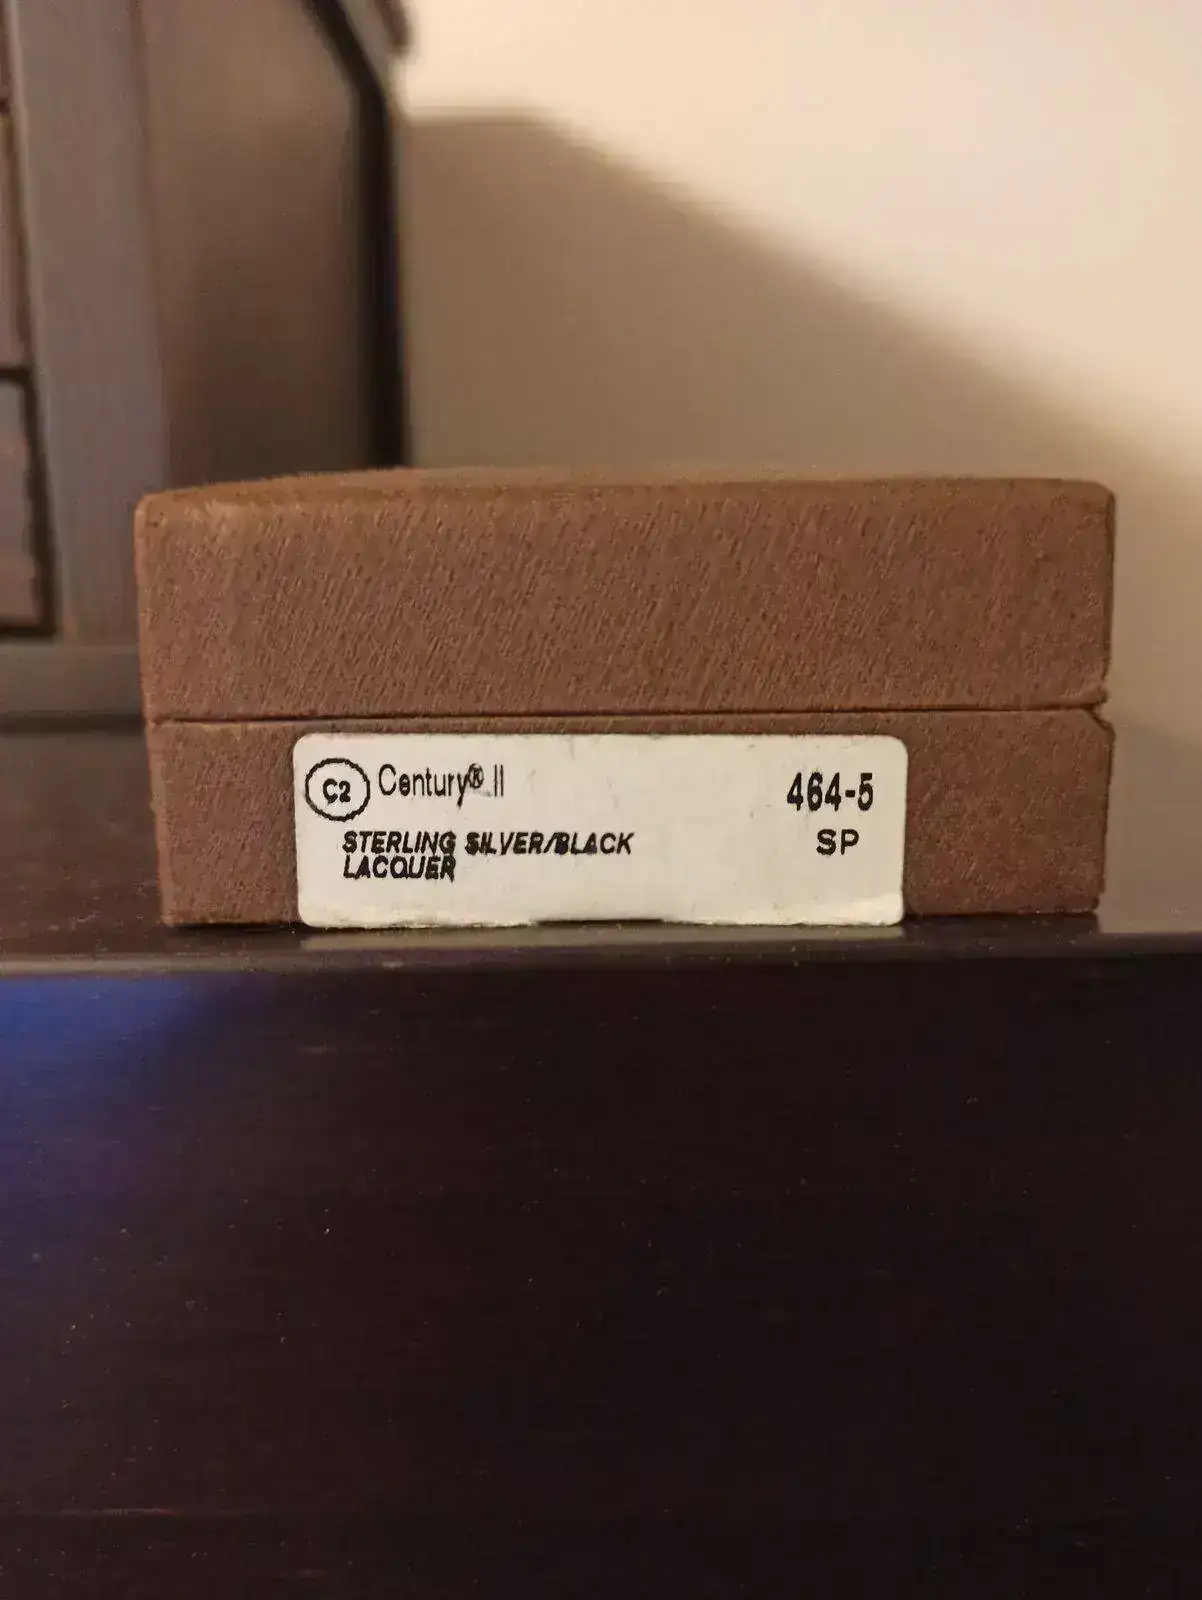 C2 Century® II 464-5
STERLING SILVER/BLACK SP
LACQUER